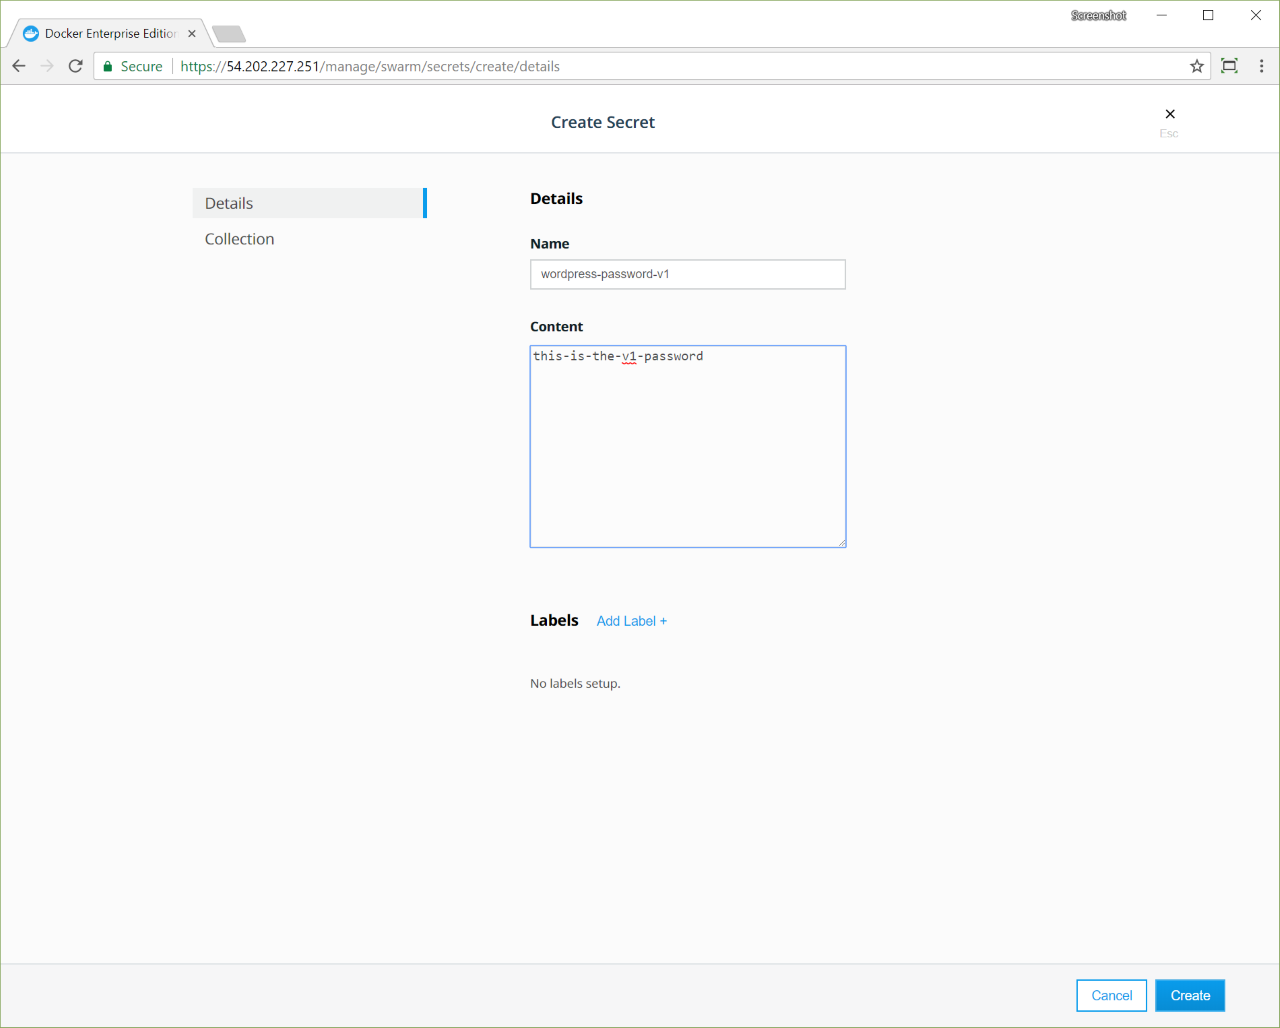 Screenshot
Docker Enterprise Edition
Secure https://54.202.227.251/manage/swarm/secrets/create/details
Create Secret
Esc
Details
Collection
Details
Name
wordpress-password-v1
Content
this-is-the-v1-password
Labels Add Label +
No labels setup.
Cancel Create